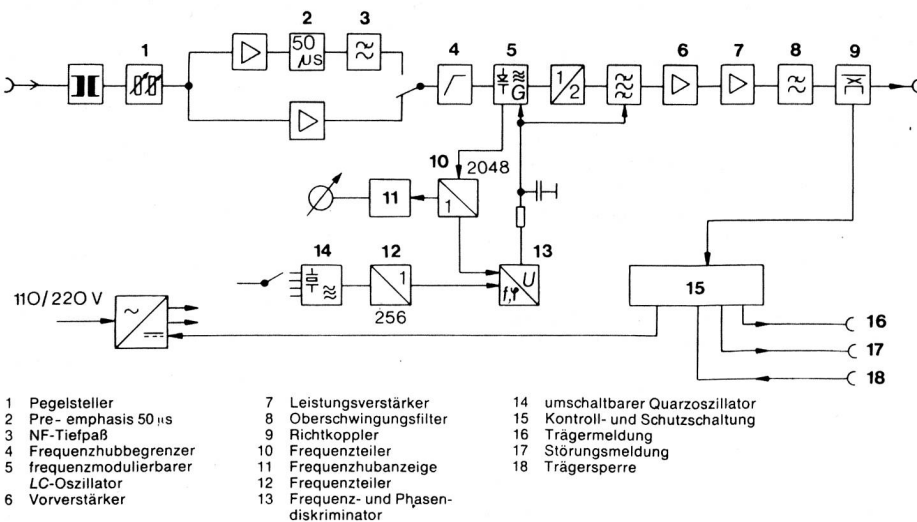 1
2
3
4
5
6
7
8
9
50
µs
G
1
2
10
2048
1
11
14
12
1
256
13
U
f,φ
15
110/220 V
16
17
18
1 Pegelsteller
2 Pre-emphasis 50 µs
3 NF-Tiefpaß
4 Frequenzhubbegrenzer
5 frequenzmodulierbarer
LC-Oszillator
6 Vorverstärker
7 Leistungsverstärker
8 Oberschwingungsfilter
9 Richtkoppler
10 Frequenzteiler
11 Frequenzhubanzeige
12 Frequenzteiler
13 Frequenz- und Phasen-
diskriminator
14 umschaltbarer Quarzoszillator
15 Kontroll- und Schutzschaltung
16 Trägermeldung
17 Störungsmeldung
18 Trägersperre